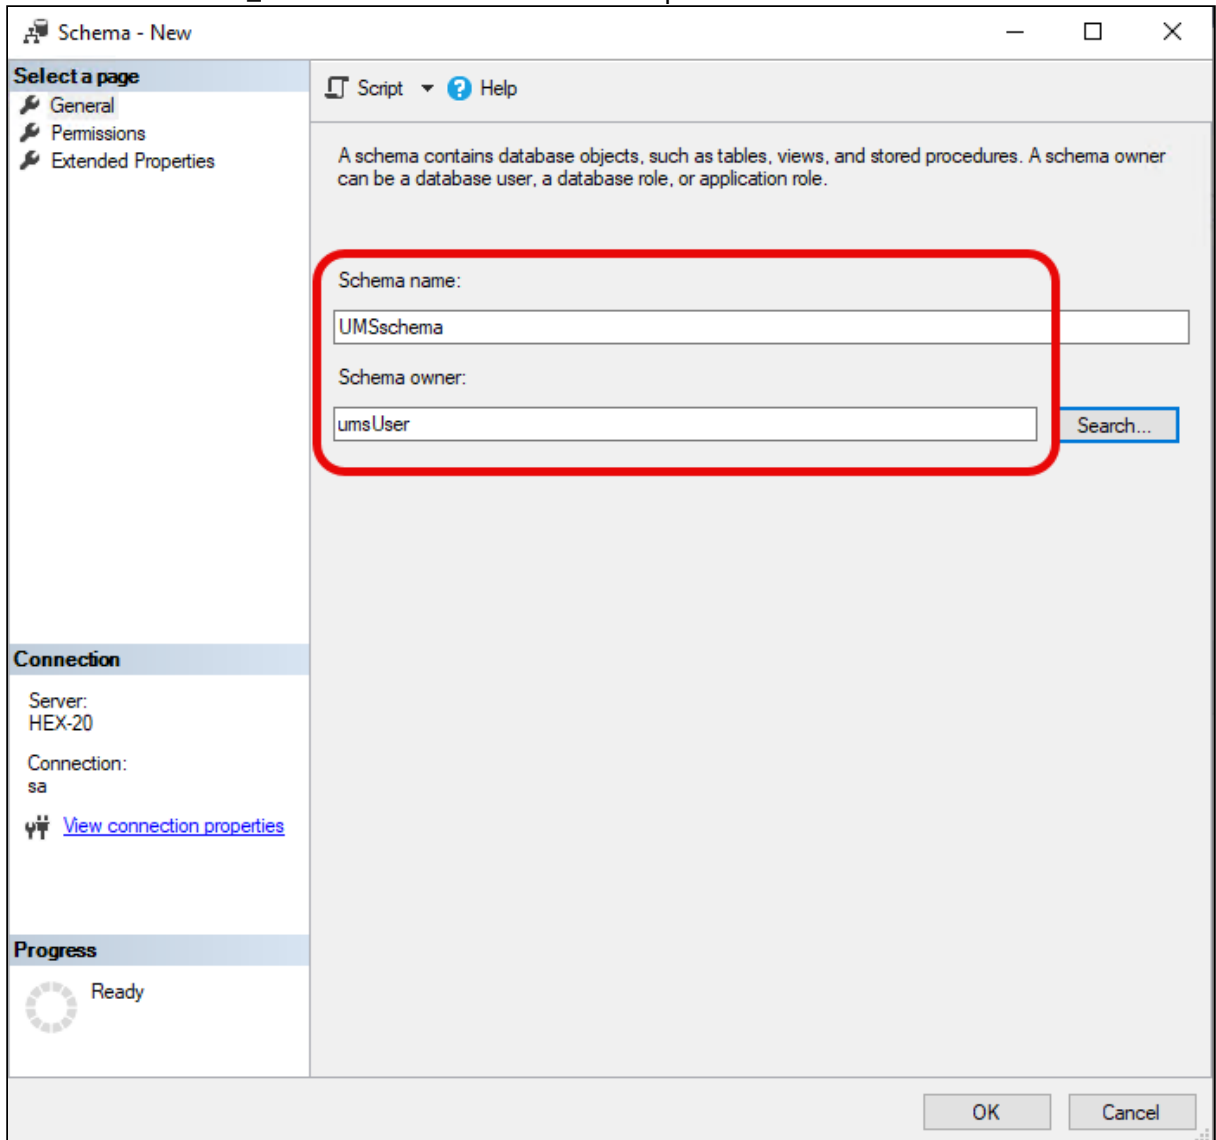 Schema - New
Select a page
General
Permissions
Extended Properties
Script
Help
A schema contains database objects, such as tables, views, and stored procedures. A schema owner
can be a database user, a database role, or application role.
Schema name:
UMSschema
Schema owner:
umsUser
Search...
Connection
Server:
HEX-20
Connection:
sa
View connection properties
Progress
Ready
OK
Cancel